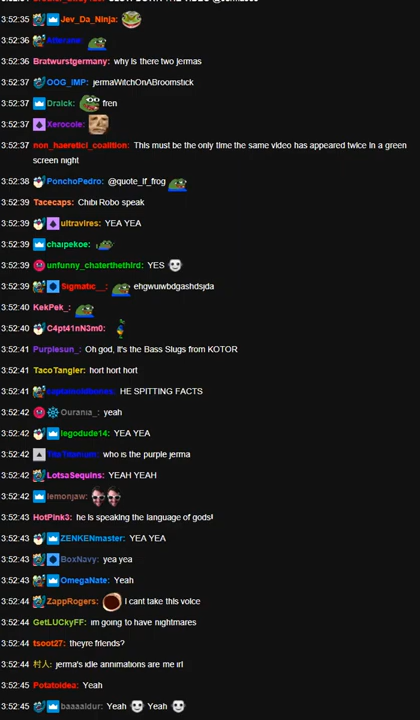 3:52:35 Jev_Da_Ninja:
3:52:36
3:52:36 Bratwurstgermany: why is there two jermas
3:52:37 OOG_IMP: jermaWitchOnABroomstick
3:52:37 Dralck: fren
3:52:37 Xerocole:
3:52:37 non_haeretici_coalition: This must be the only time the same video has appeared twice in a green
screen night
3:52:38 PonchoPedro: @quote_if_frog
3:52:39 Tacecaps: Chibi Robo speak
3:52:39 ultravires: YEA YEA
3:52:39 chaipekoe:
3:52:39 unfunny_chaterthethird: YES
3:52:39 5igmatic__: ehgwuwbdgashdsjda
3:52:40 KekPek_:
3:52:40 C4pt41nN3m0:
3:52:41 Purplesun_: Oh god, it's the Bass Slugs from KOTOR
3:52:41 TacoTangler: hort hort hort
3:52:41 HE SPITTING FACTS
3:52:42 Ourania_: yeah
3:52:42 legodude14: YEA YEA
3:52:42 who is the purple jerma
3:52:42 LotsaSequins: YEAH YEAH
3:52:42 lemonjaw:
3:52:43 HotPink3: he is speaking the language of gods!
3:52:43 ZENKENmaster: YEA YEA
3:52:43 BoxNavy: yea yea
3:52:43 OmegaNate: Yeah
3:52:44 ZappRogers: I cant take this voice
3:52:44 GetLUCkyFF: im going to have nightmares
3:52:44 tsoot27: theyre friends?
3:52:44 村人: jerma's idle annimations are me irl
3:52:45 Potatoidea: Yeah
3:52:45 baaaaldur: Yeah Yeah